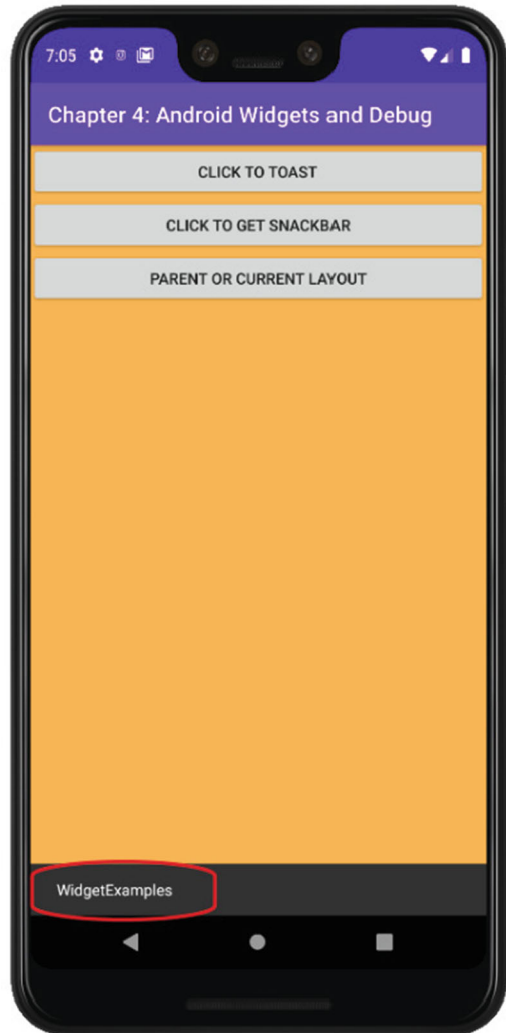 7:05
Chapter 4: Android Widgets and Debug
CLICK TO TOAST
CLICK TO GET SNACKBAR
PARENT OR CURRENT LAYOUT
WidgetExamples